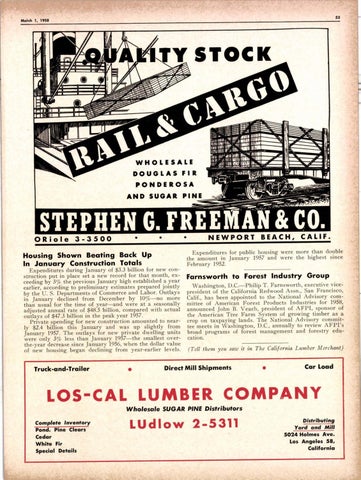 March 1, 1958
53
QUALITY STOCK
RAIL & CARGO
WHOLESALE
DOUGLAS FIR
PONDEROSA
AND SUGAR PINE
STEPHEN G. FREEMAN & CO.
ORiole 3-3500 • NEWPORT BEACH, CALIF.
Housing Shown Beating Back Up
In January Construction Totals
Expenditures during January of $3.3 billion for new con-
struction put in place set a new record for that month, ex-
ceeding by 3% the previous January high established a year
earlier, according to preliminary estimates prepared jointly
by the U.S. Departments of Commerce and Labor. Outlays
in January declined from December by 10%—no more
than usual for the time of year—and were at a seasonally
adjusted annual rate of $48.5 billion, compared with actual
outlays of $47.3 billion in the peak year 1957.
Private spending for new construction amounted to near-
ly $2.4 billion this January and was up slightly from
January 1957. The outlays for new private dwelling units
were only 3% less than January 1957—the smallest over-
the-year decrease since January 1956, when the dollar value
of new housing began declining from year-earlier levels.
Expenditures for public housing were more than double
the amount in January 1957 and were the highest since
February 1952.
Farnsworth to Forest Industry Group
Washington, D.C.—Philip T. Farnsworth, executive vice-
president of the California Redwood Assn., San Francisco,
Calif., has been appointed to the National Advisory com-
mittee of American Forest Products Industries for 1958,
announced John R. Veach, president of AFPI, sponsor of
the American Tree Farm System of growing timber as a
crop on taxpaying lands. The National Advisory commit-
tee meets in Washington, D.C., annually to review AFPI's
broad programs of forest management and forestry edu-
cation.
(Tell them you saw it in The California Lumber Merchant)
Truck-and-Trailer • Direct Mill Shipments • Car Load
LOS-CAL LUMBER COMPANY
Wholesale SUGAR PINE Distributors
LUdlow 2-5311
Complete Inventory
Pond. Pine Clears
Cedar
White Fir
Special Details
Distributing
Yard and Mill
5024 Holmes Ave.
Los Angeles 58,
California